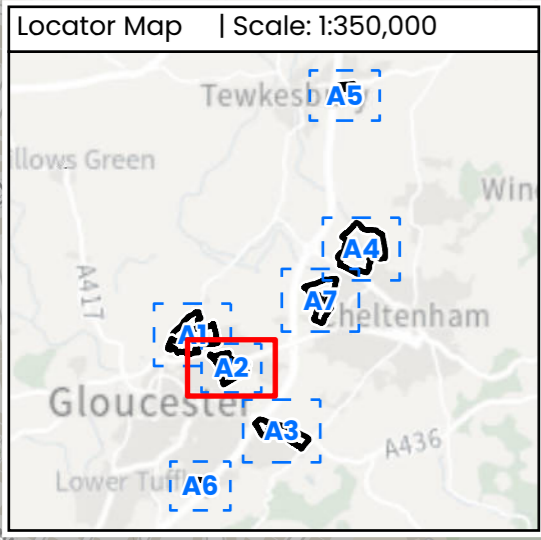 Locator Map | Scale: 1:350,000
Tewkesbury
A5
illows Green
Win
A4
A417
A7
Cheltenham
A1
A2
Gloucester
A3
A436
Lower Tuffl
A6